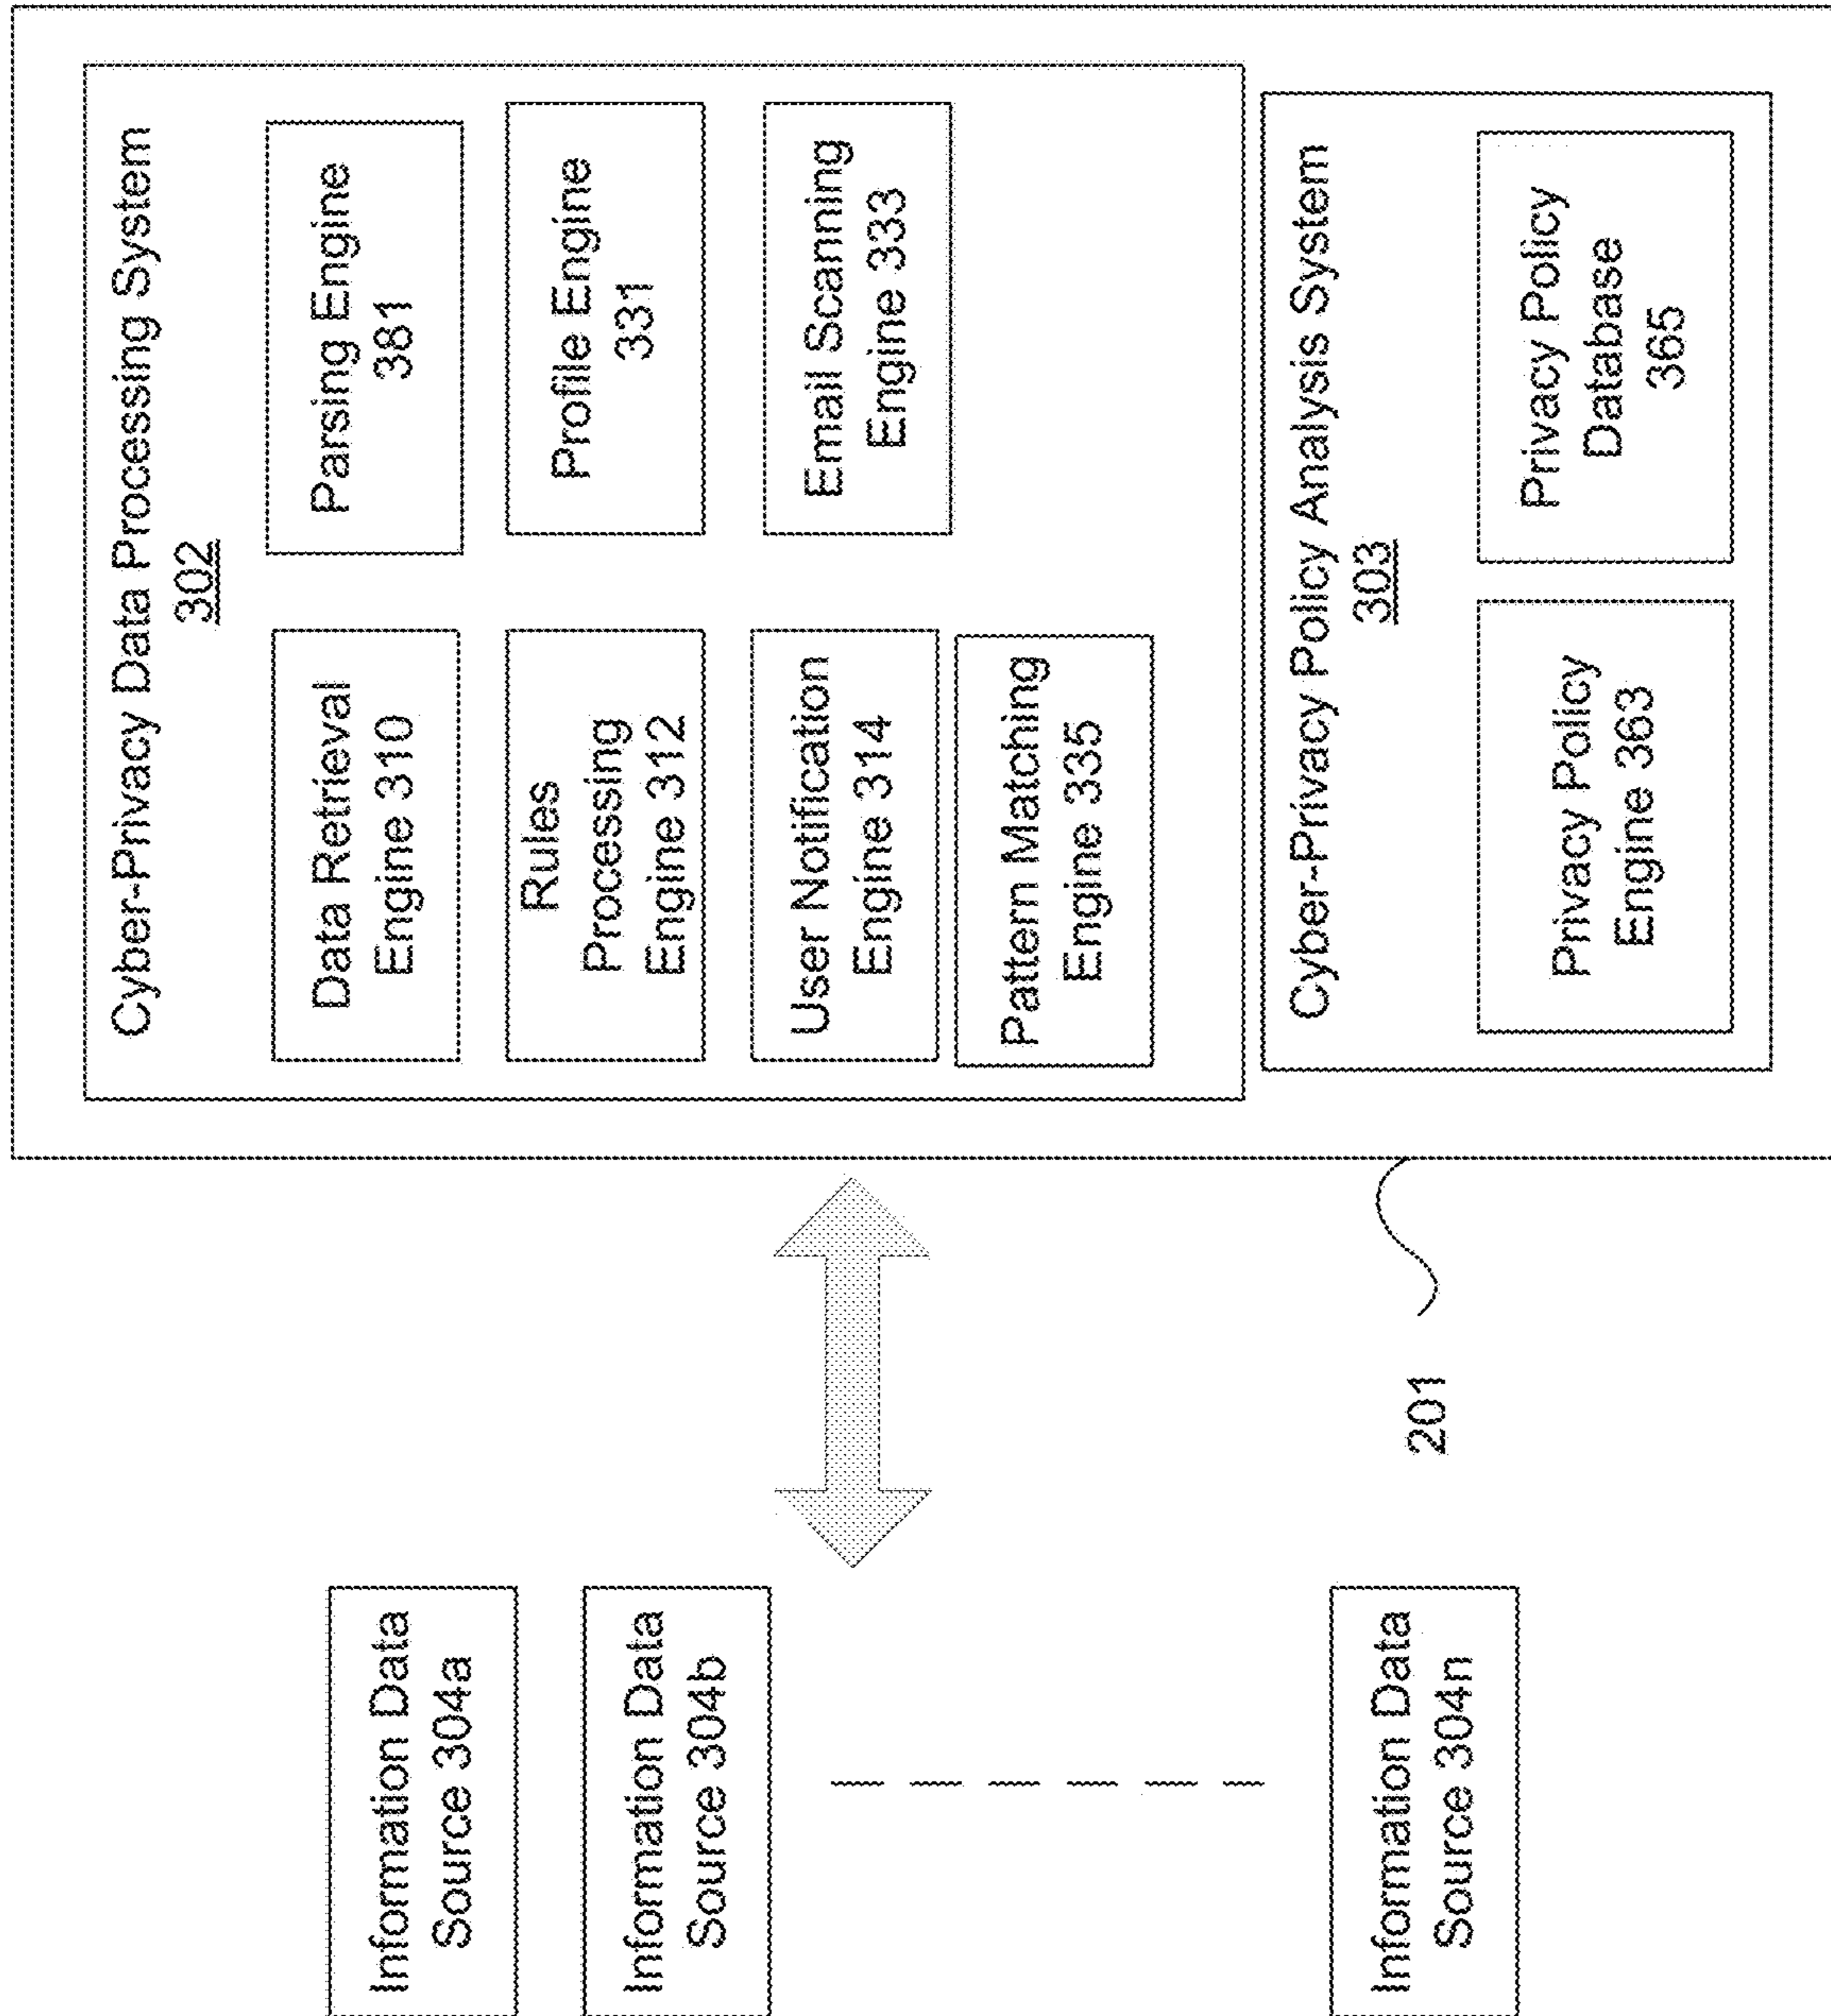 Cyber-Privacy Data Processing System
302
Data Retrieval
Engine 310
Parsing Engine
381
Rules
Processing
Engine 312
Profile Engine
331
User Notification
Engine 314
Email Scanning
Engine 333
Pattern Matching
Engine 335
Cyber-Privacy Policy Analysis System
303
Privacy Policy
Engine 363
Privacy Policy
Database
365
201
Information Data
Source 304a
Information Data
Source 304b
Information Data
Source 304n